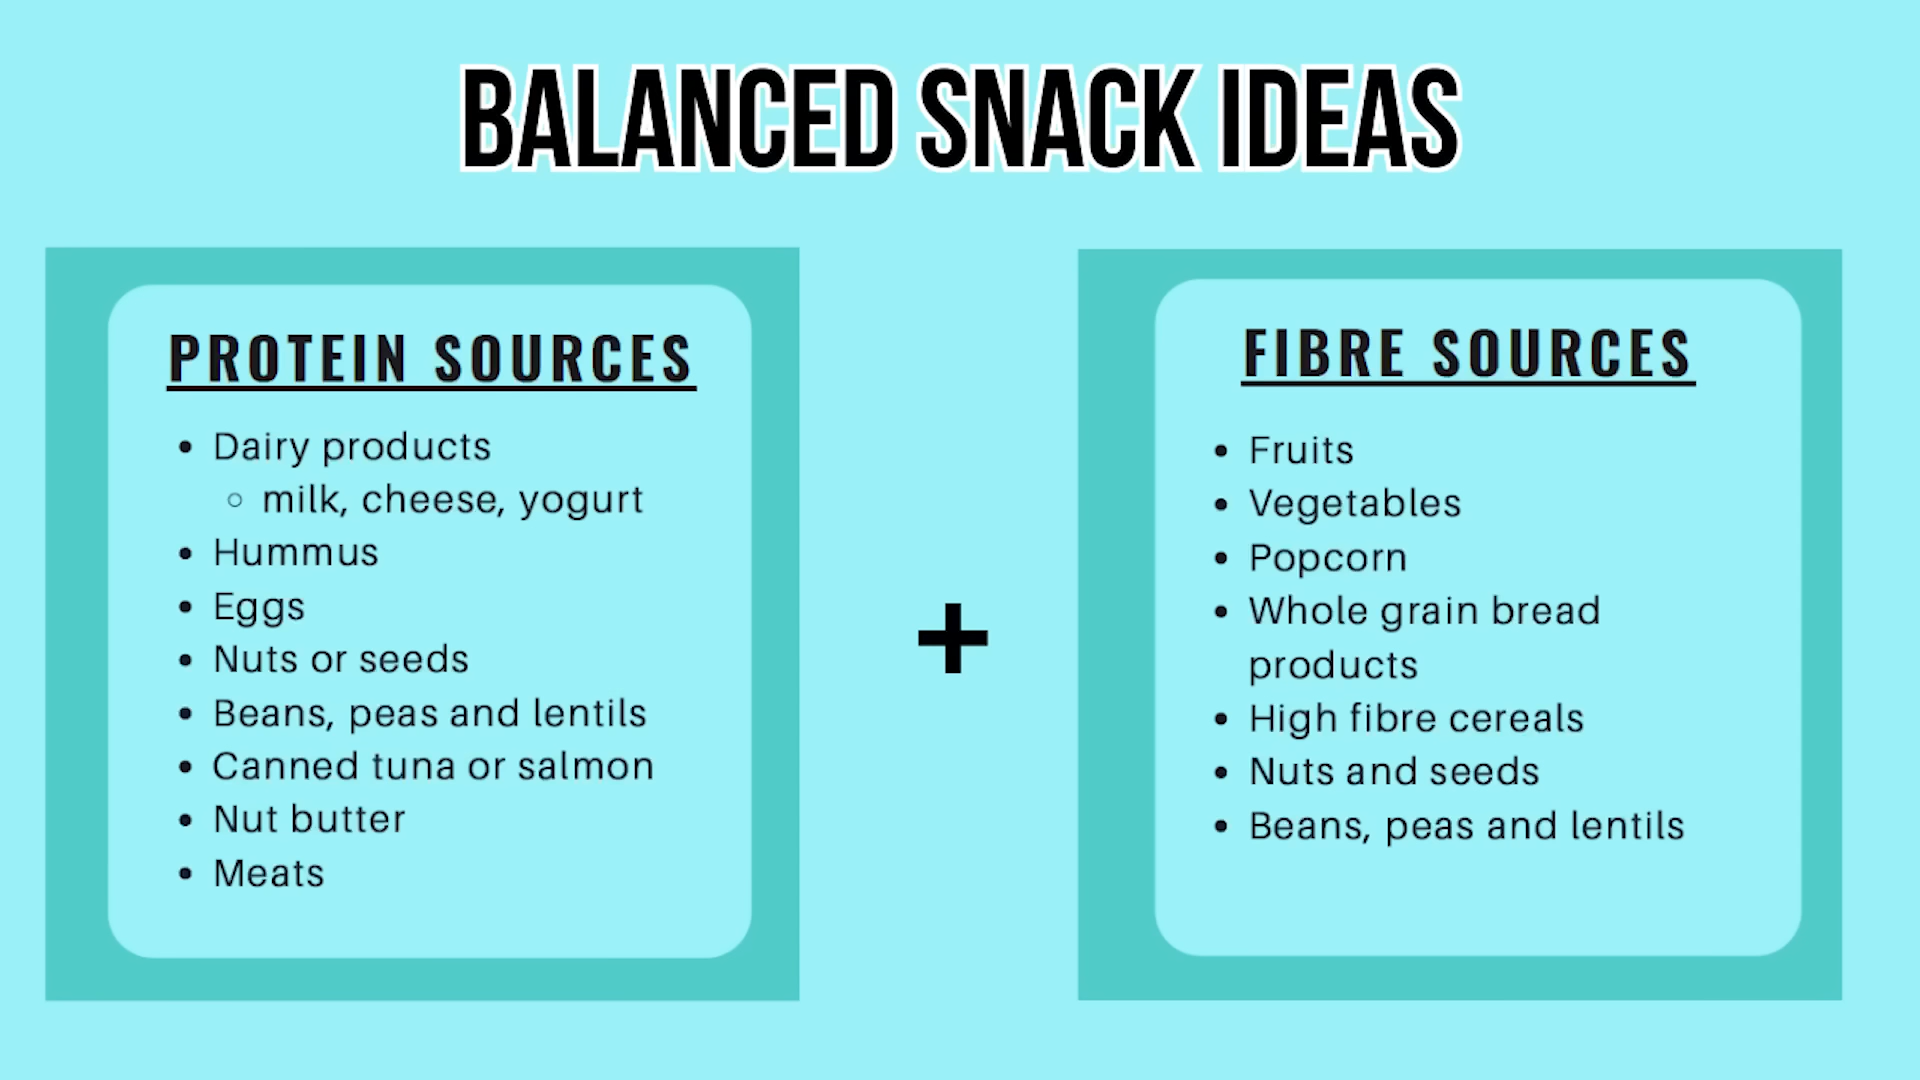 BALANCED SNACK IDEAS
PROTEIN SOURCES
• Dairy products
◦ milk, cheese, yogurt
• Hummus
• Eggs
• Nuts or seeds
• Beans, peas and lentils
• Canned tuna or salmon
• Nut butter
• Meats
+
FIBRE SOURCES
• Fruits
• Vegetables
• Popcorn
• Whole grain bread
products
• High fibre cereals
• Nuts and seeds
• Beans, peas and lentils